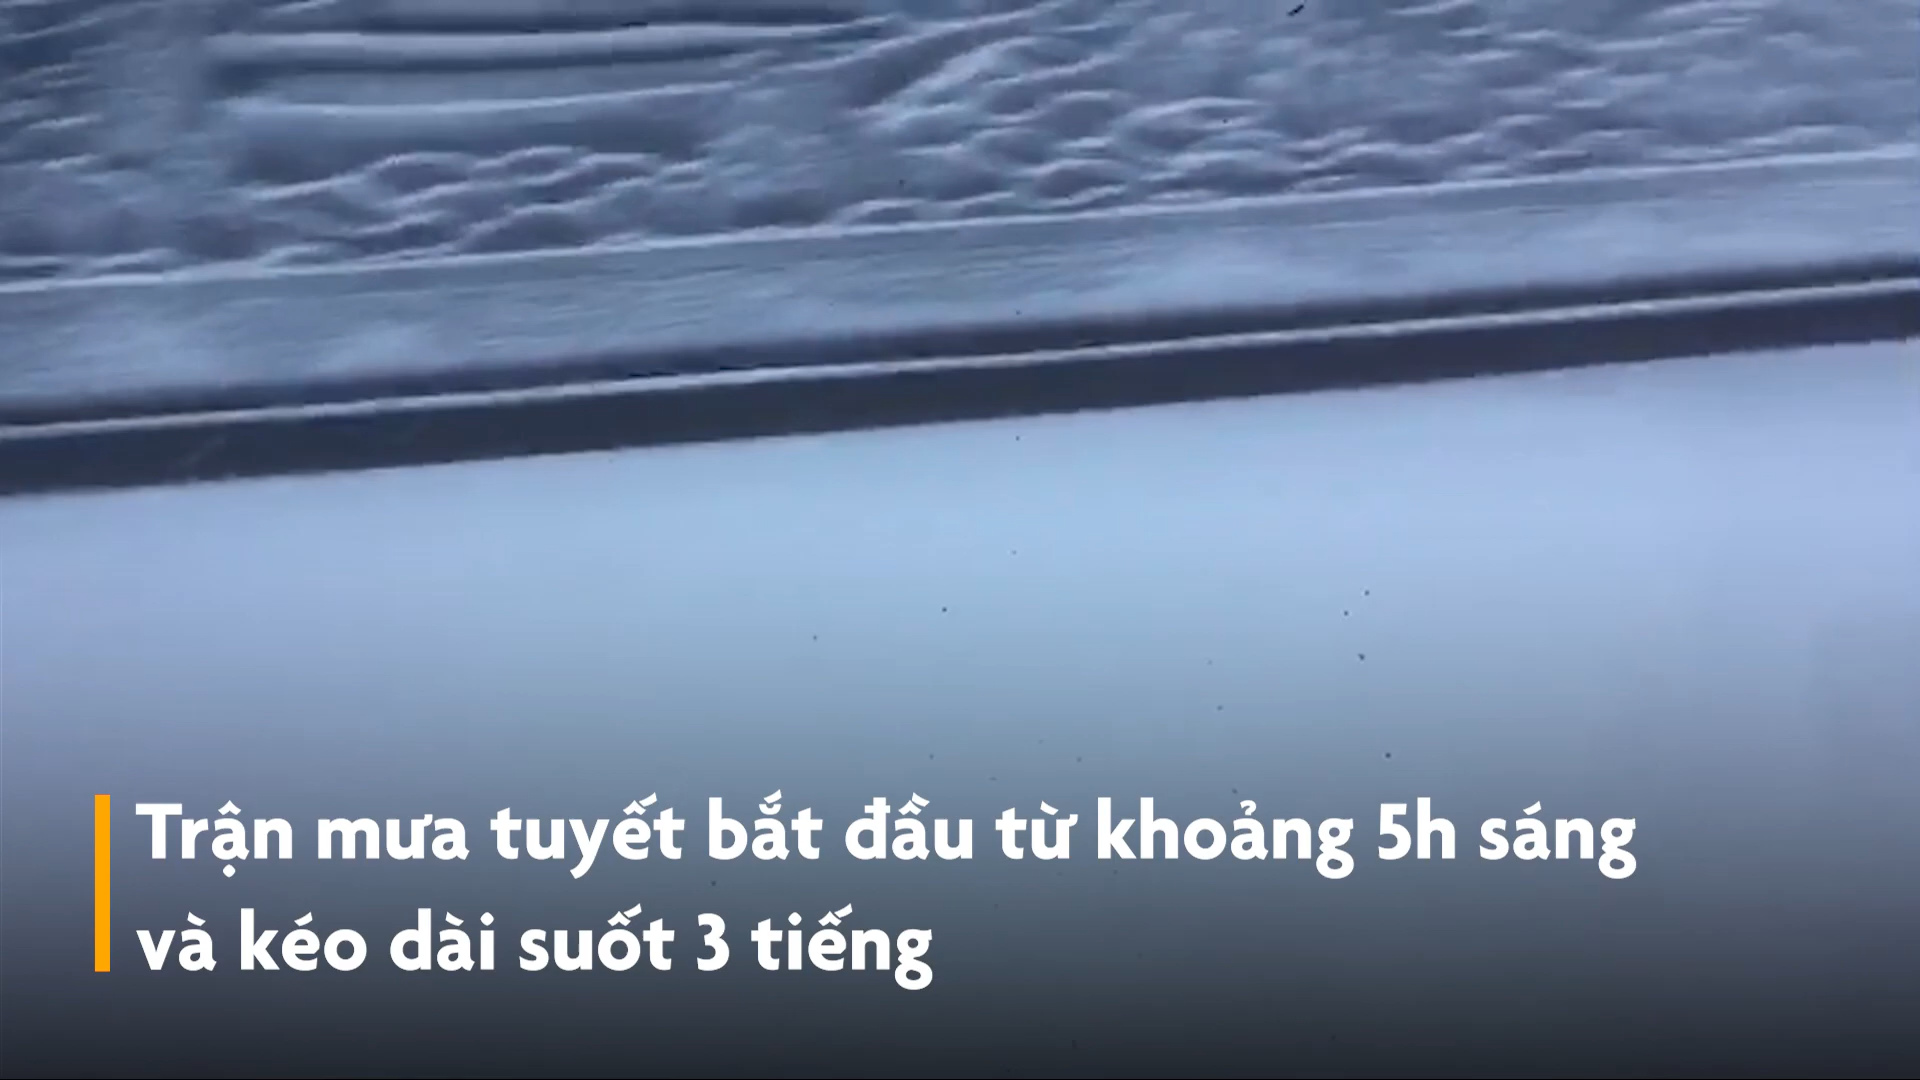 Trận mưa tuyết bắt đầu từ khoảng 5h sáng
và kéo dài suốt 3 tiếng